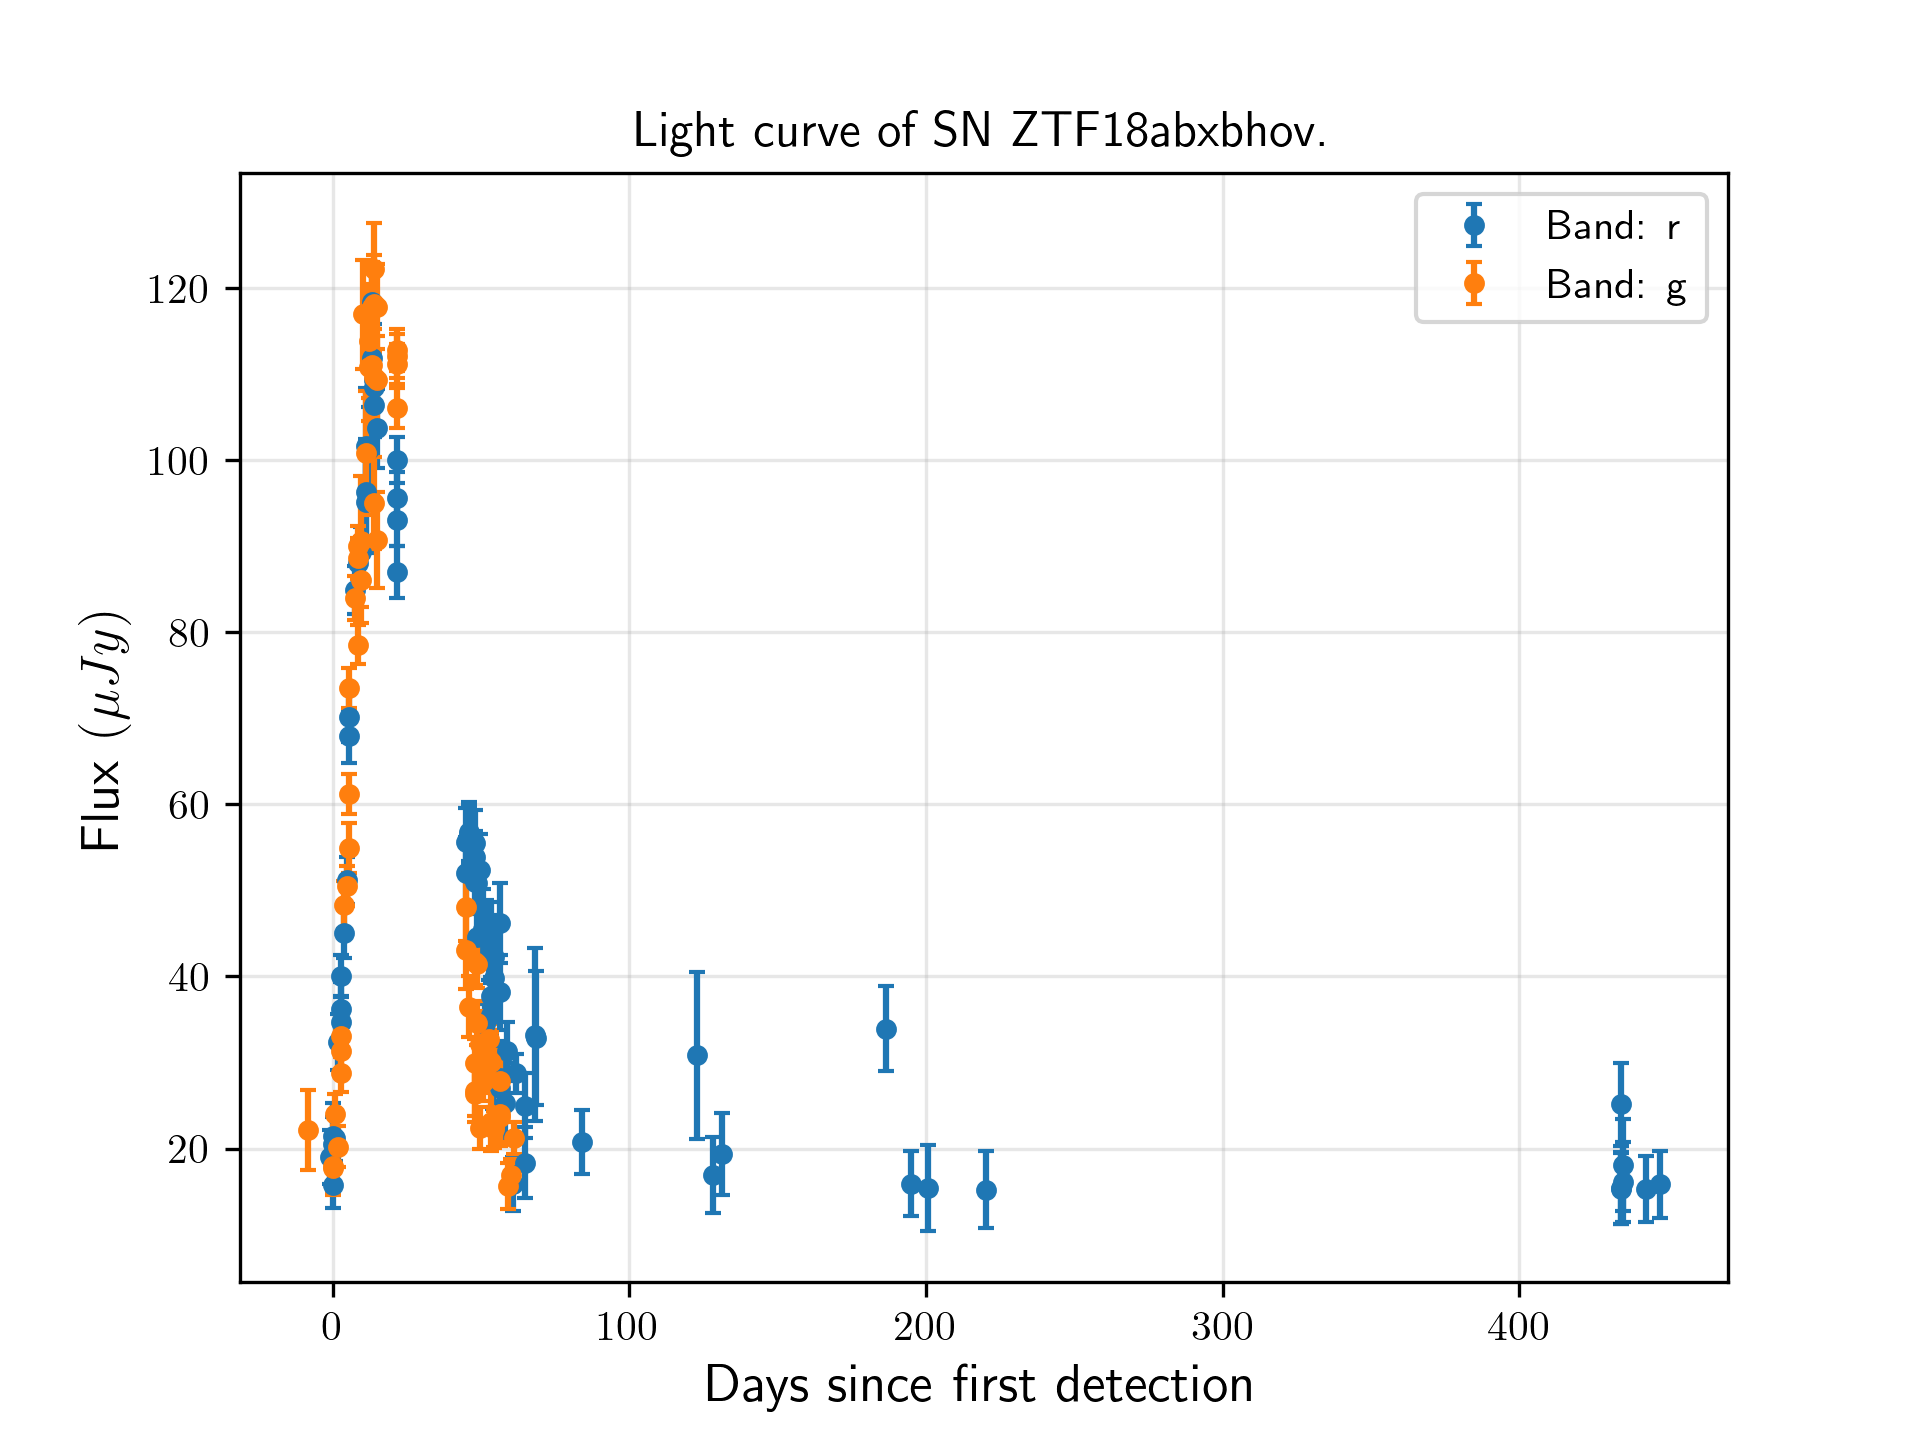 Light curve of SN ZTF18abxbhov.
Band: r
Band: g
120
100
80
60
40
20
Flux (μJy)
0 100 200 300 400
Days since first detection